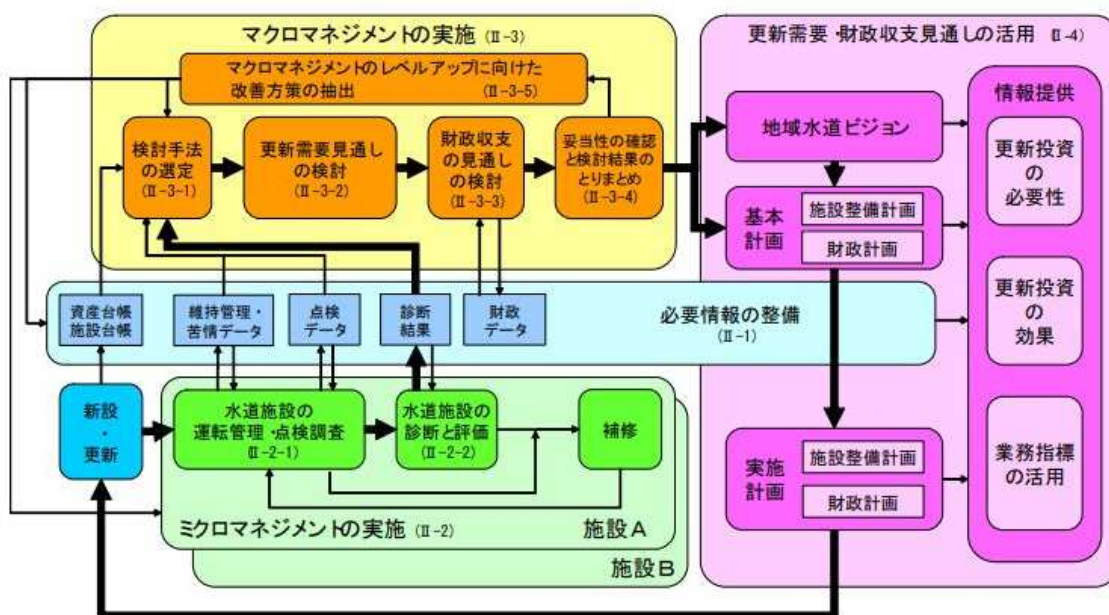 マクロマネジメントの実施 (Ⅱ-3)
マクロマネジメントのレベルアップに向けた
改善方策の抽出 (Ⅱ-3-5)
検討手法
の選定
(Ⅱ-3-1)
更新需要見通し
の検討
(Ⅱ-3-2)
財政収支
の見通し
の検討
(Ⅱ-3-3)
妥当性の確認
と検討結果の
とりまとめ
(Ⅱ-3-4)
更新需要・財政収支見通しの活用 (Ⅱ-4)
地域水道ビジョン
基本
計画
施設整備計画
財政計画
実施
計画
施設整備計画
財政計画
情報提供
更新投資
の
必要性
更新投資
の
効果
業務指標
の活用
資産台帳
施設台帳
維持管理・
苦情データ
点検
データ
診断
結果
財政
データ
必要情報の整備
(Ⅱ-1)
新設
・
更新
水道施設の
運転管理・点検調査
(Ⅱ-2-1)
水道施設の
診断と評価
(Ⅱ-2-2)
補修
ミクロマネジメントの実施 (Ⅱ-2)
施設A
施設B